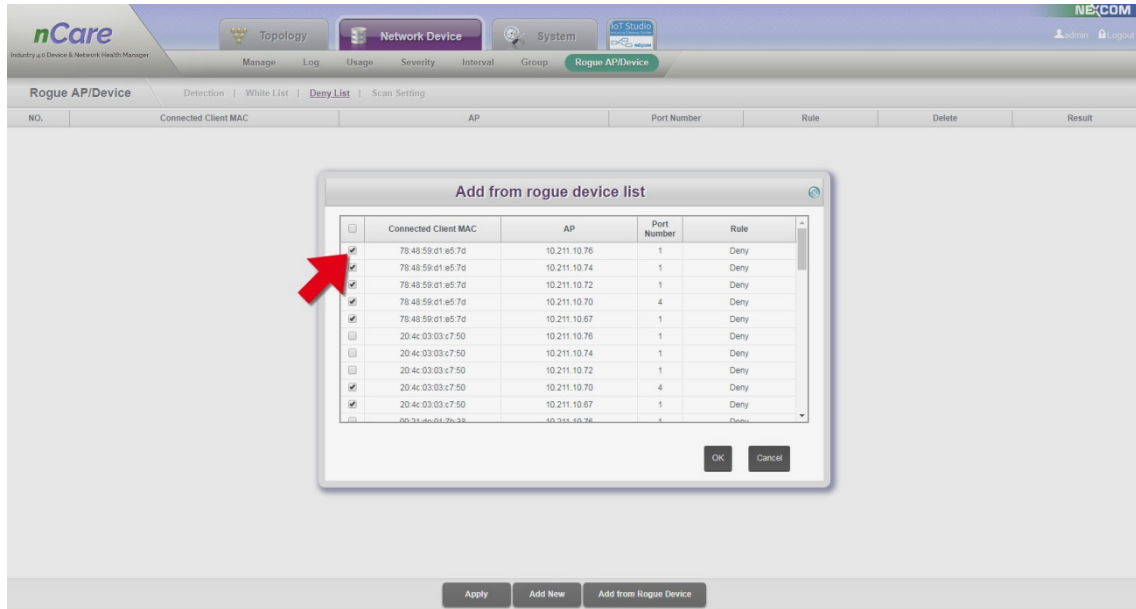 NEXCOM
nCare
Industry 4.0 Device & Network Health Manager
Topology Network Device System IoT Studio
admin Logout
Manage Log Usage Severity Interval Group Rogue AP/Device
Rogue AP/Device Detection | White List | Deny List | Scan Setting
NO. Connected Client MAC AP Port Number Rule Delete Result
Add from rogue device list
Connected Client MAC AP Port Number Rule
78:48:59:d1:e5:7d 10.211.10.76 1 Deny
78:48:59:d1:e5:7d 10.211.10.74 1 Deny
78:48:59:d1:e5:7d 10.211.10.72 1 Deny
78:48:59:d1:e5:7d 10.211.10.70 4 Deny
78:48:59:d1:e5:7d 10.211.10.67 1 Deny
20:4c:03:03:c7:50 10.211.10.76 1 Deny
20:4c:03:03:c7:50 10.211.10.74 1 Deny
20:4c:03:03:c7:50 10.211.10.72 1 Deny
20:4c:03:03:c7:50 10.211.10.70 4 Deny
20:4c:03:03:c7:50 10.211.10.67 1 Deny
10.211.10.76 1 Deny
OK Cancel
Apply Add New Add from Rogue Device